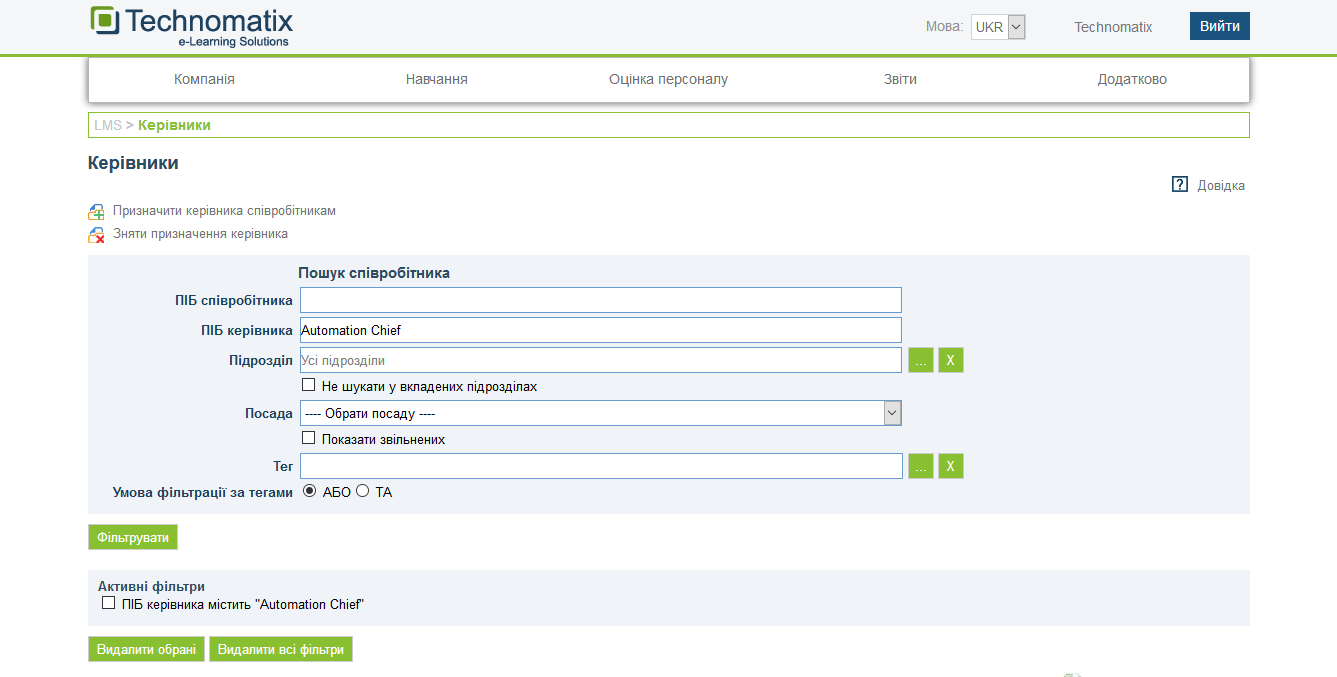 Technomatix
e-Learning Solutions
Мова: UKR Technomatix Вийти
Компанія Навчання Оцінка персоналу Звіти Додатково
LMS > Керівники
Керівники
? Довідка
Призначити керівника співробітникам
Зняти призначення керівника
Пошук співробітника
ПІБ співробітника
ПІБ керівника Automation Chief
Підрозділ Усі підрозділи ... X
Не шукати у вкладених підрозділах
Посада ---- Обрати посаду ----
Показати звільнених
Тег ... X
Умова фільтрації за тегами АБО ТА
Фільтрувати
Активні фільтри
ПІБ керівника містить "Automation Chief"
Видалити обрані Видалити всі фільтри